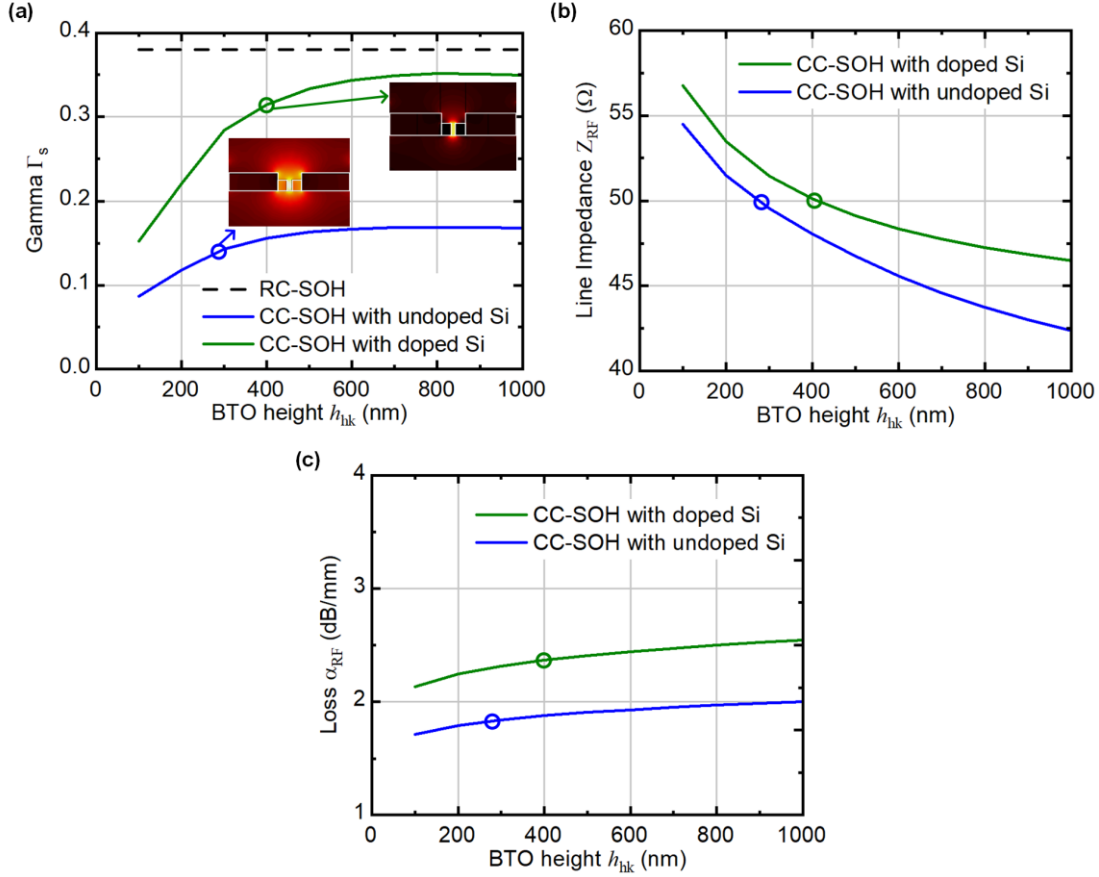 (a)
0.4
0.3
0.2
0.1
0.0
Gamma Γs
RC-SOH
CC-SOH with undoped Si
CC-SOH with doped Si
0 200 400 600 800 1000
BTO height hhk (nm)
(b)
60
55
50
45
40
Line Impedance ZRF (Ω)
CC-SOH with doped Si
CC-SOH with undoped Si
0 200 400 600 800 1000
BTO height hhk (nm)
(c)
4
3
2
1
Loss αRF (dB/mm)
CC-SOH with doped Si
CC-SOH with undoped Si
0 200 400 600 800 1000
BTO height hhk (nm)